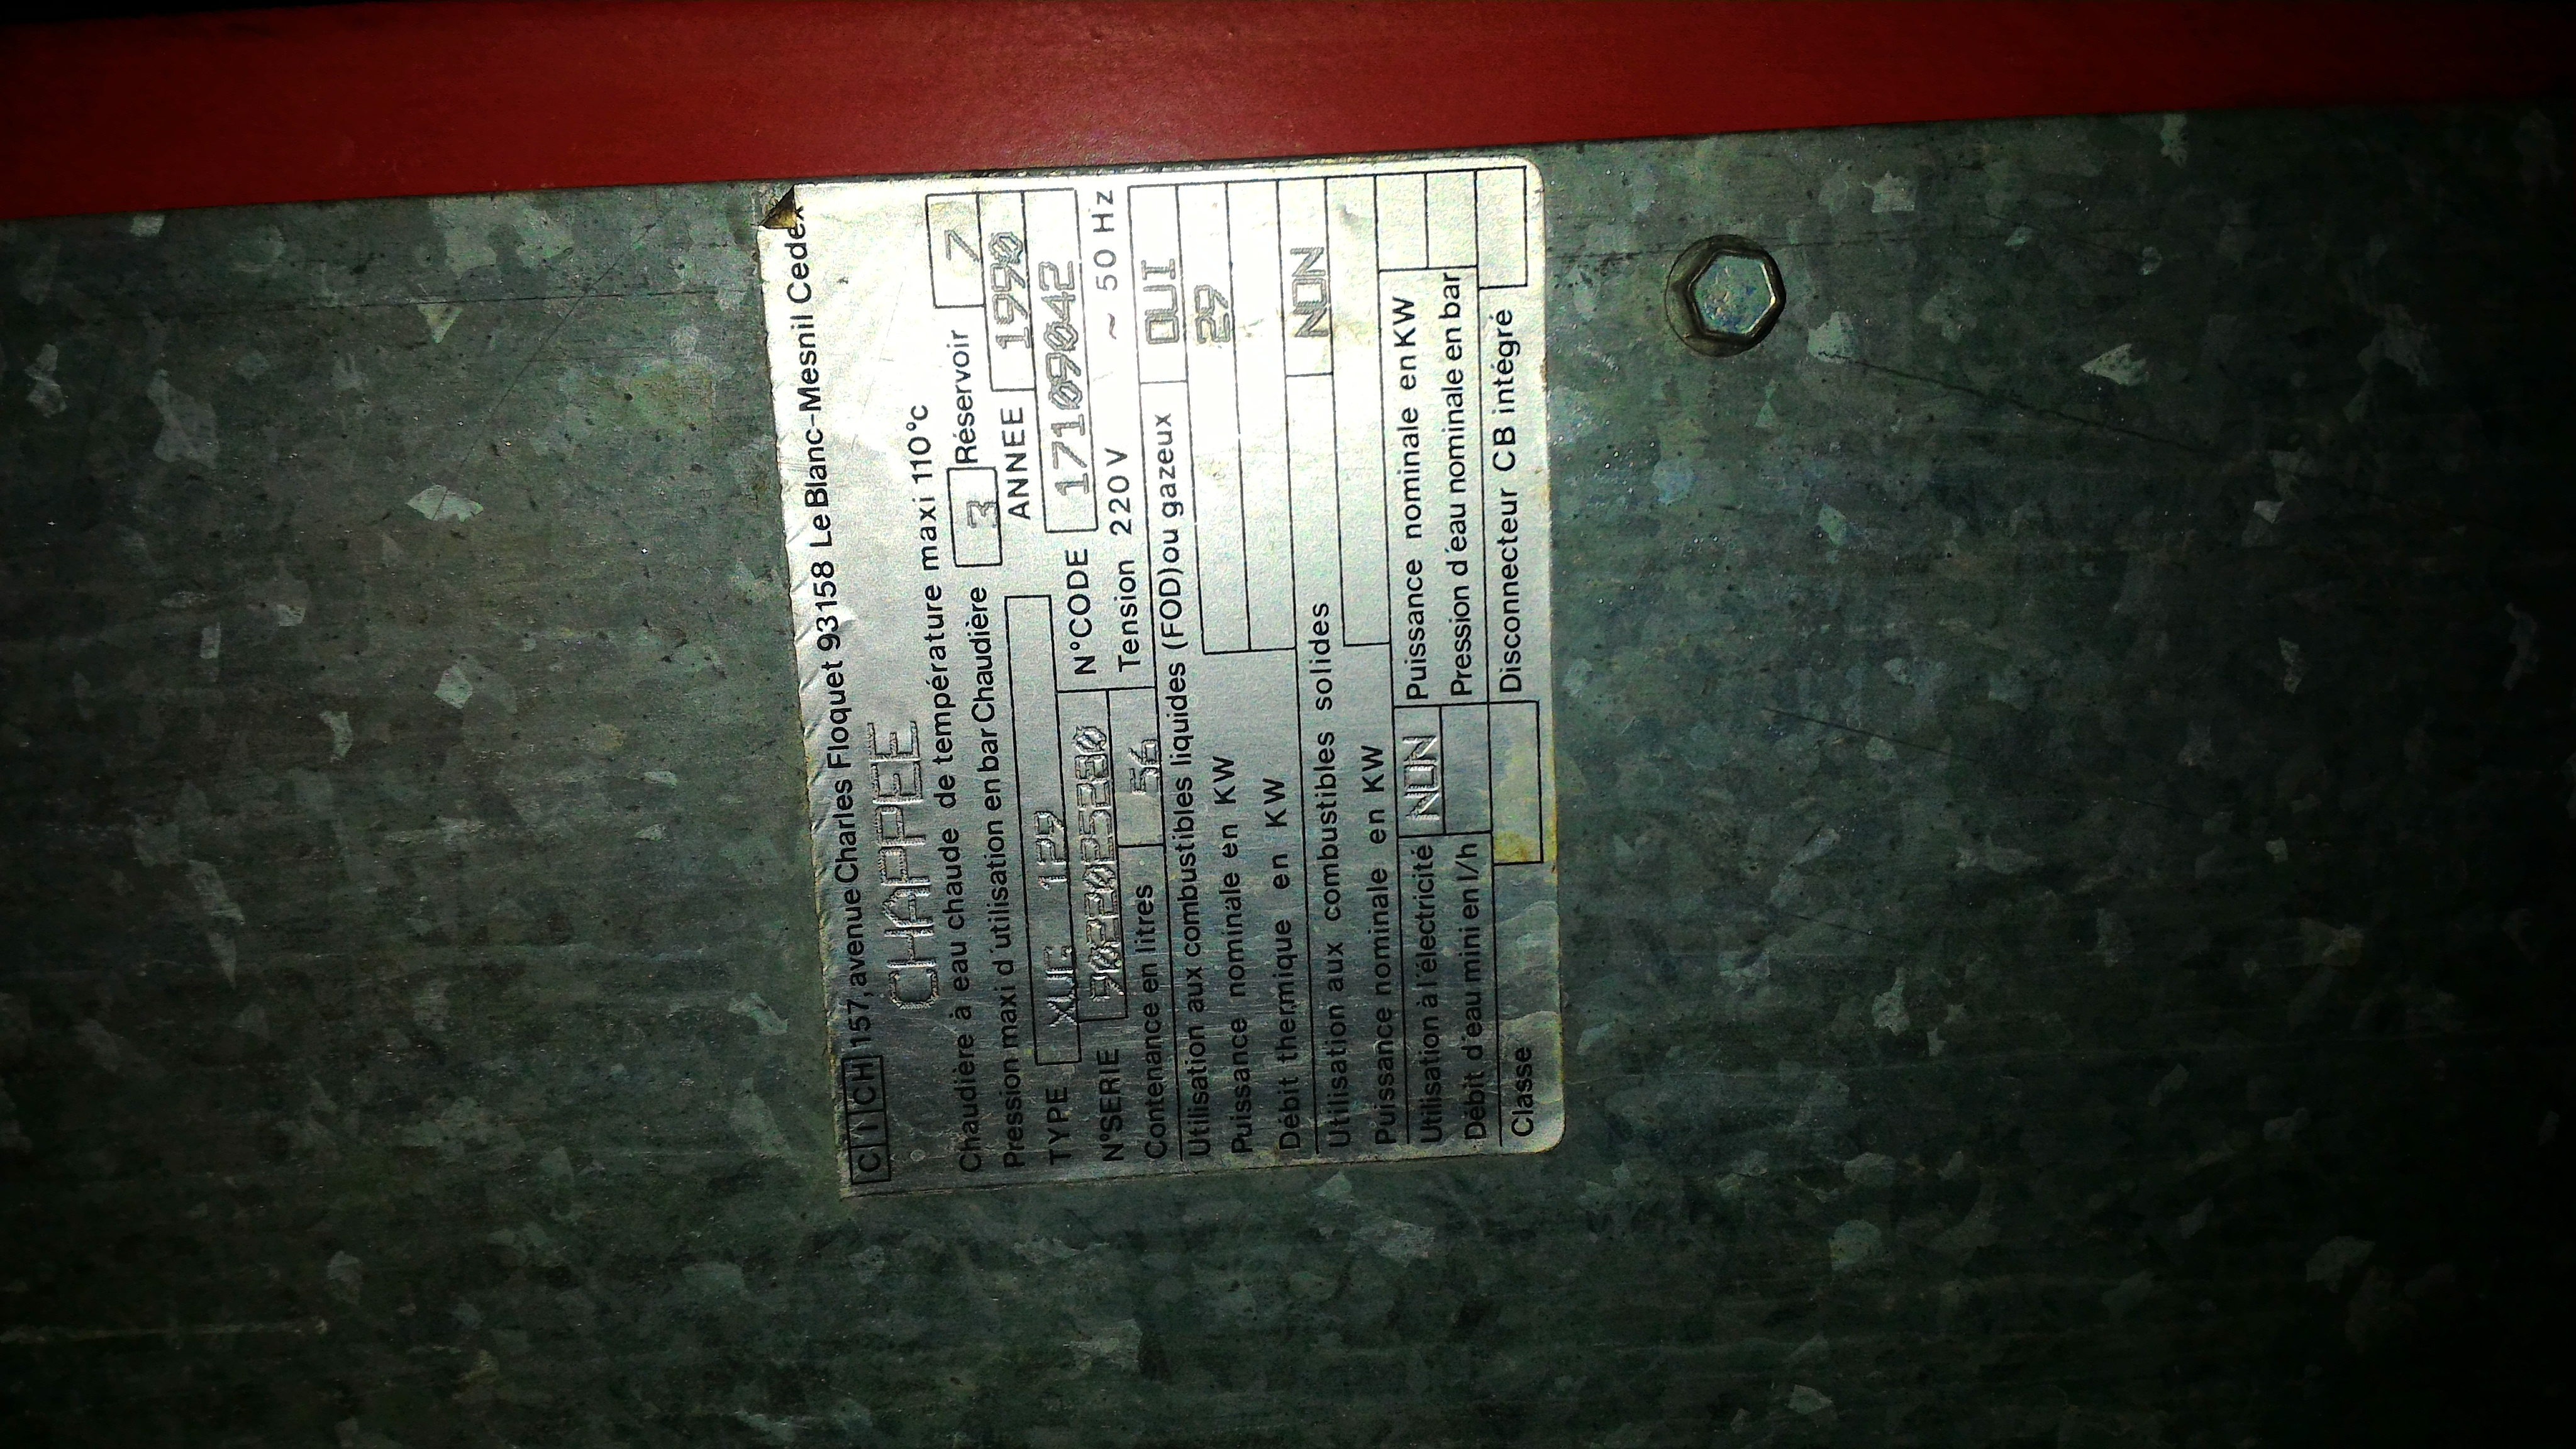 CICH 157, avenue Charles Floquet 93158 Le Blanc-Mesnil Cedex
CHAPPEE
Chaudière à eau chaude de température maxi 110°c
Pression maxi d'utilisation en bar Chaudière 3 Réservoir 7
TYPE XUG 129 ANNEE 1990
N°SERIE N°CODE 17109042
Contenance en litres 56 Tension 220V ~ 50Hz
Utilisation aux combustibles liquides (FOD) ou gazeux OUI
Puissance nominale en KW 29
Débit thermique en KW
Utilisation aux combustibles solides NON
Puissance nominale en KW
Utilisation à l'électricité NON Puissance nominale en KW
Débit d'eau mini en l/h Pression d'eau nominale en bar
Classe Disconnecteur CB intégré